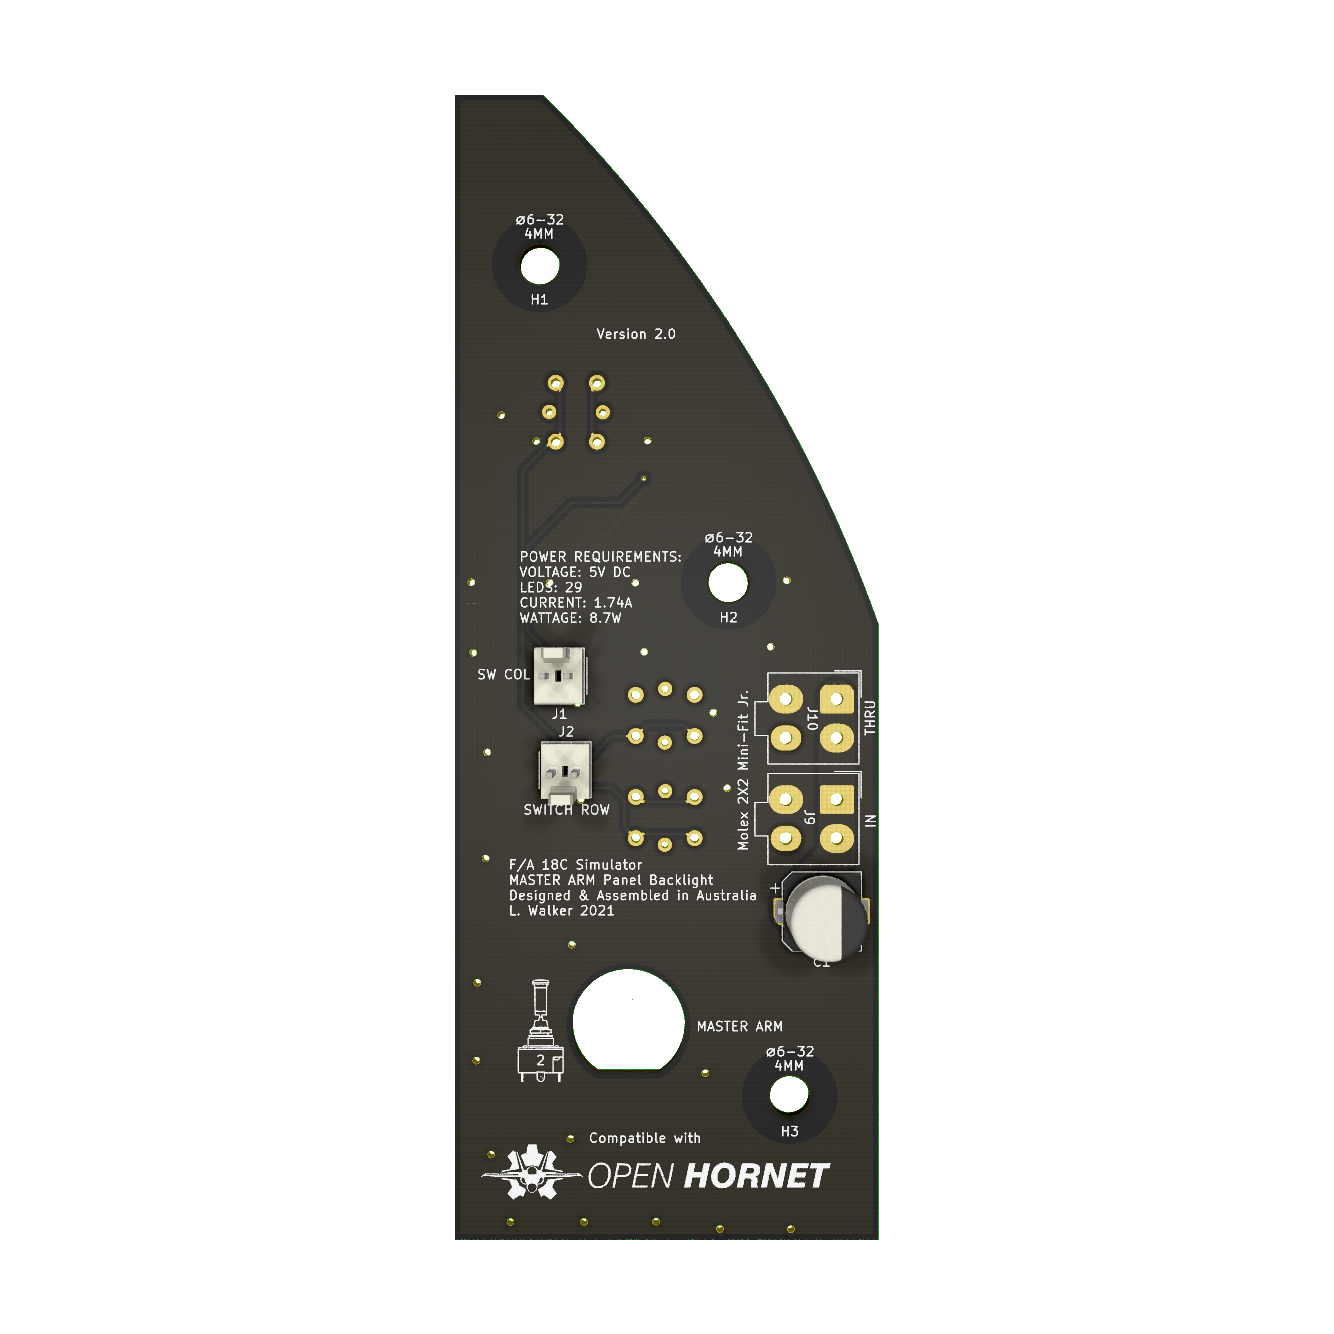 ø6-32
4MM
H1
Version 2.0
ø6-32
4MM
H2
POWER REQUIREMENTS:
VOLTAGE: 5V DC
LEDS: 29
CURRENT: 1.74A
WATTAGE: 8.7W
SW COL
J1
J2
SWITCH ROW
Molex 2X2 Mini-Fit Jr.
J10
THRU
J9
IN
F/A 18C Simulator
MASTER ARM Panel Backlight
Designed & Assembled in Australia
L. Walker 2021
+
C1
MASTER ARM
2
ø6-32
4MM
H3
Compatible with
OPEN HORNET